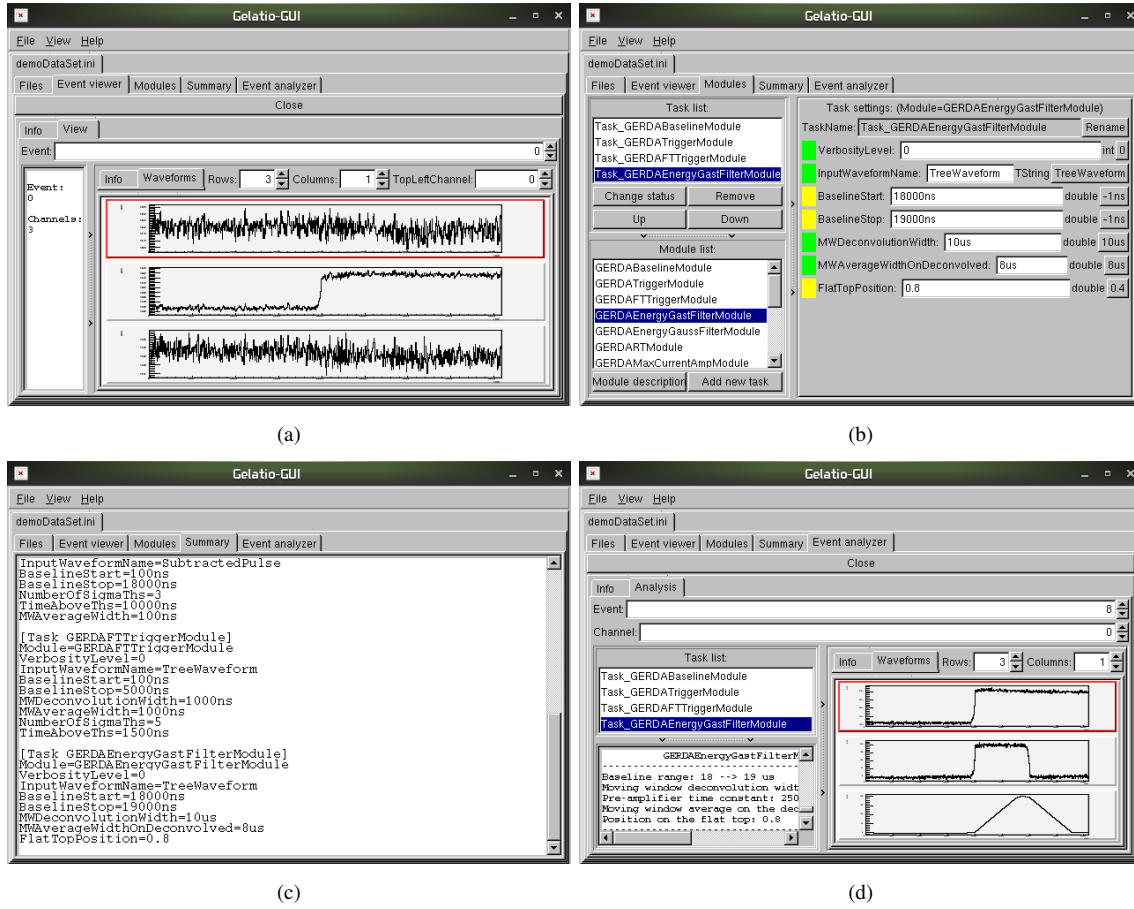 Gelatio-GUI
File View Help
demoDataSet.ini
Files Event viewer Modules Summary Event analyzer
Close
Info View
Event: 0
Event:
0
Channels:
3
Info Waveforms Rows: 3 Columns: 1 TopLeftChannel: 0
(a)
Gelatio-GUI
File View Help
demoDataSet.ini
Files Event viewer Modules Summary Event analyzer
Task list:
Task_GERDABaselineModule
Task_GERDATriggerModule
Task_GERDAFTTriggerModule
Task_GERDAEnergyGastFilterModule
Change status Remove
Up Down
Module list:
GERDABaselineModule
GERDATriggerModule
GERDAFTTriggerModule
GERDAEnergyGastFilterModule
GERDAEnergyGaussFilterModule
GERDARTModule
GERDAMaxCurrentAmpModule
Module description Add new task
Task settings: (Module=GERDAEnergyGastFilterModule)
TaskName: Task_GERDAEnergyGastFilterModule Rename
VerbosityLevel: 0 int 0
InputWaveformName: TreeWaveform TString TreeWaveform
BaselineStart: 18000ns double -1ns
BaselineStop: 19000ns double -1ns
MWDeconvolutionWidth: 10us double 10us
MWAverageWidthOnDeconvolved: 8us double 8us
FlatTopPosition: 0.8 double 0.4
(b)
Gelatio-GUI
File View Help
demoDataSet.ini
Files Event viewer Modules Summary Event analyzer
InputWaveformName=SubtractedPulse
BaselineStart=100ns
BaselineStop=18000ns
NumberOfSigmaThs=3
TimeAboveThs=10000ns
MWAverageWidth=100ns
[Task GERDAFTTriggerModule]
Module=GERDAFTTriggerModule
VerbosityLevel=0
InputWaveformName=TreeWaveform
BaselineStart=100ns
BaselineStop=5000ns
MWDeconvolutionWidth=1000ns
MWAverageWidth=1000ns
NumberOfSigmaThs=5
TimeAboveThs=1500ns
[Task GERDAEnergyGastFilterModule]
Module=GERDAEnergyGastFilterModule
VerbosityLevel=0
InputWaveformName=TreeWaveform
BaselineStart=18000ns
BaselineStop=19000ns
MWDeconvolutionWidth=10us
MWAverageWidthOnDeconvolved=8us
FlatTopPosition=0.8
(c)
Gelatio-GUI
File View Help
demoDataSet.ini
Files Event viewer Modules Summary Event analyzer
Close
Info Analysis
Event: 8
Channel: 0
Task list:
Task_GERDABaselineModule
Task_GERDATriggerModule
Task_GERDAFTTriggerModule
Task_GERDAEnergyGastFilterModule
GERDAEnergyGastFilterM
Baseline range: 18 --> 19 us
Moving window deconvolution widt
Pre-amplifier time constant: 250
Moving window average on the dec
Position on the flat top: 0.8
Info Waveforms Rows: 3 Columns: 1
(d)